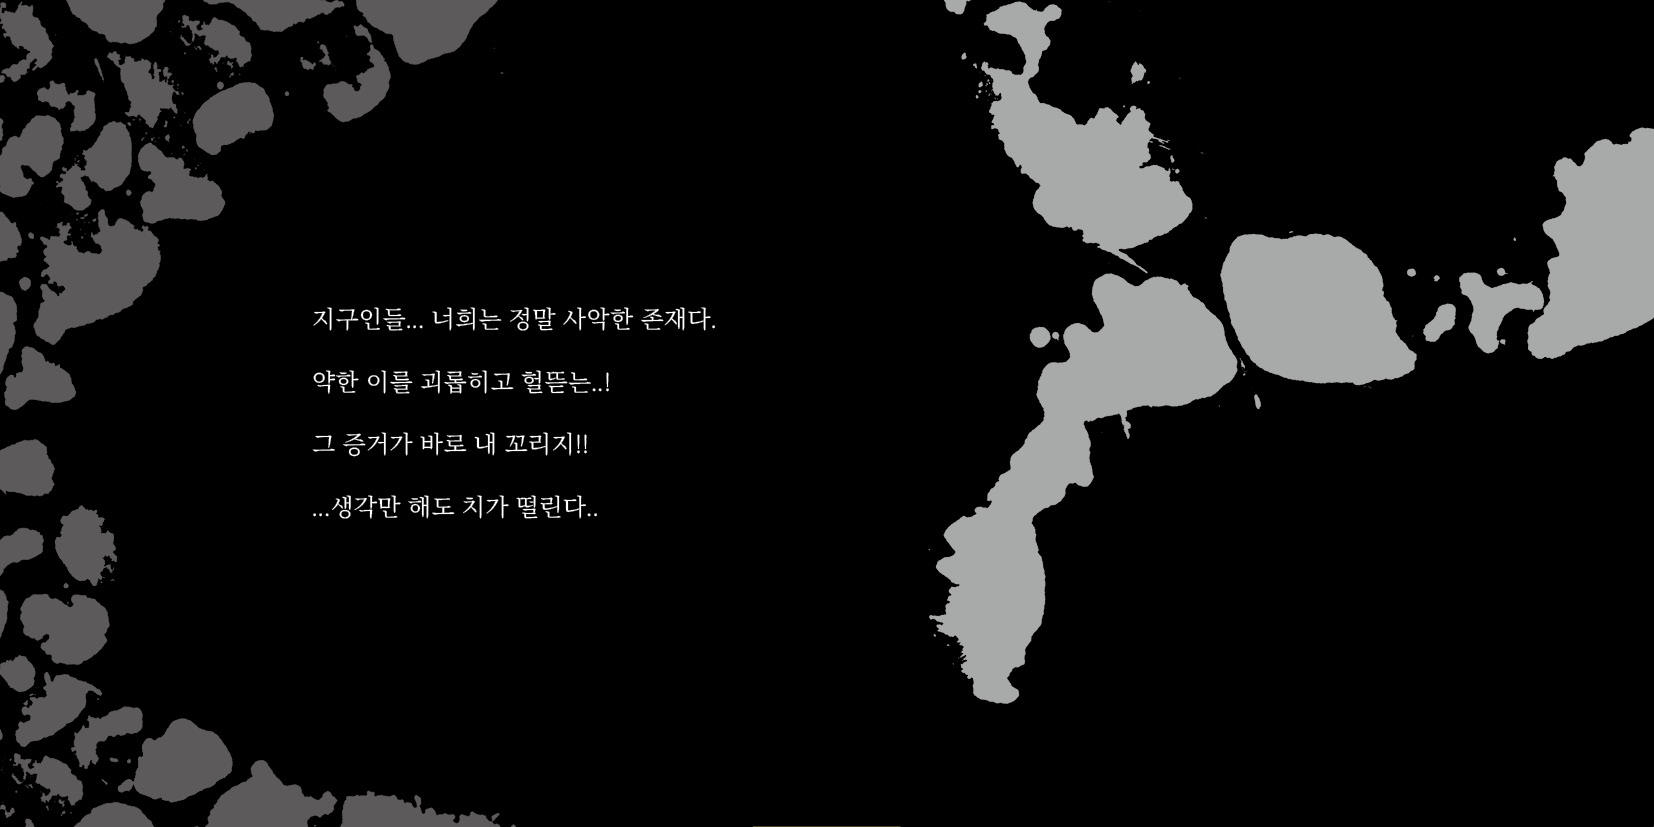 지구인들... 너희는 정말 사악한 존재다.
약한 이를 괴롭히고 헐뜯는..!
그 증거가 바로 내 꼬리지!!
...생각만 해도 치가 떨린다..